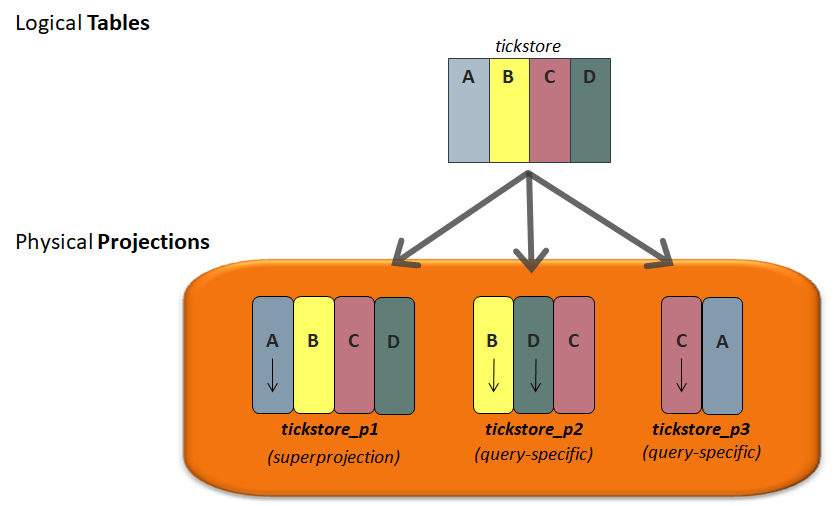 Logical Tables
tickstore
A B C D
Physical Projections
A B C D
B D C
C A
tickstore_p1
(superprojection)
tickstore_p2
(query-specific)
tickstore_p3
(query-specific)